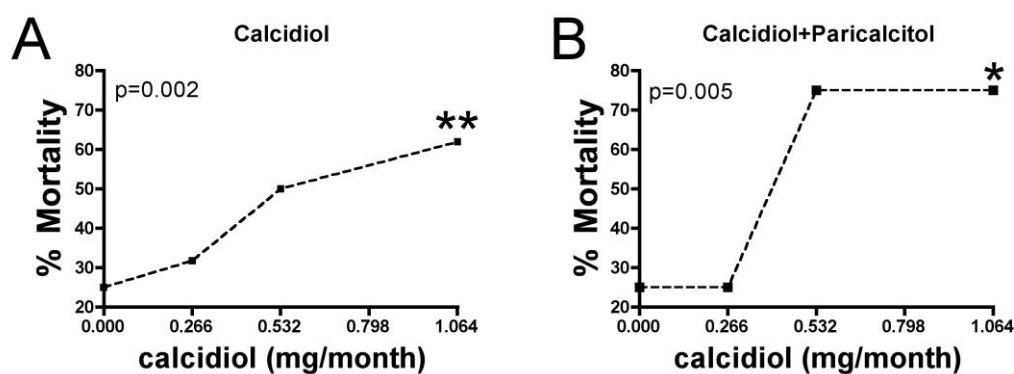 A
Calcidiol
p=0.002
**
% Mortality
80
70
60
50
40
30
20
0.000 0.266 0.532 0.798 1.064
calcidiol (mg/month)
B
Calcidiol+Paricalcitol
p=0.005
*
% Mortality
80
70
60
50
40
30
20
0.000 0.266 0.532 0.798 1.064
calcidiol (mg/month)